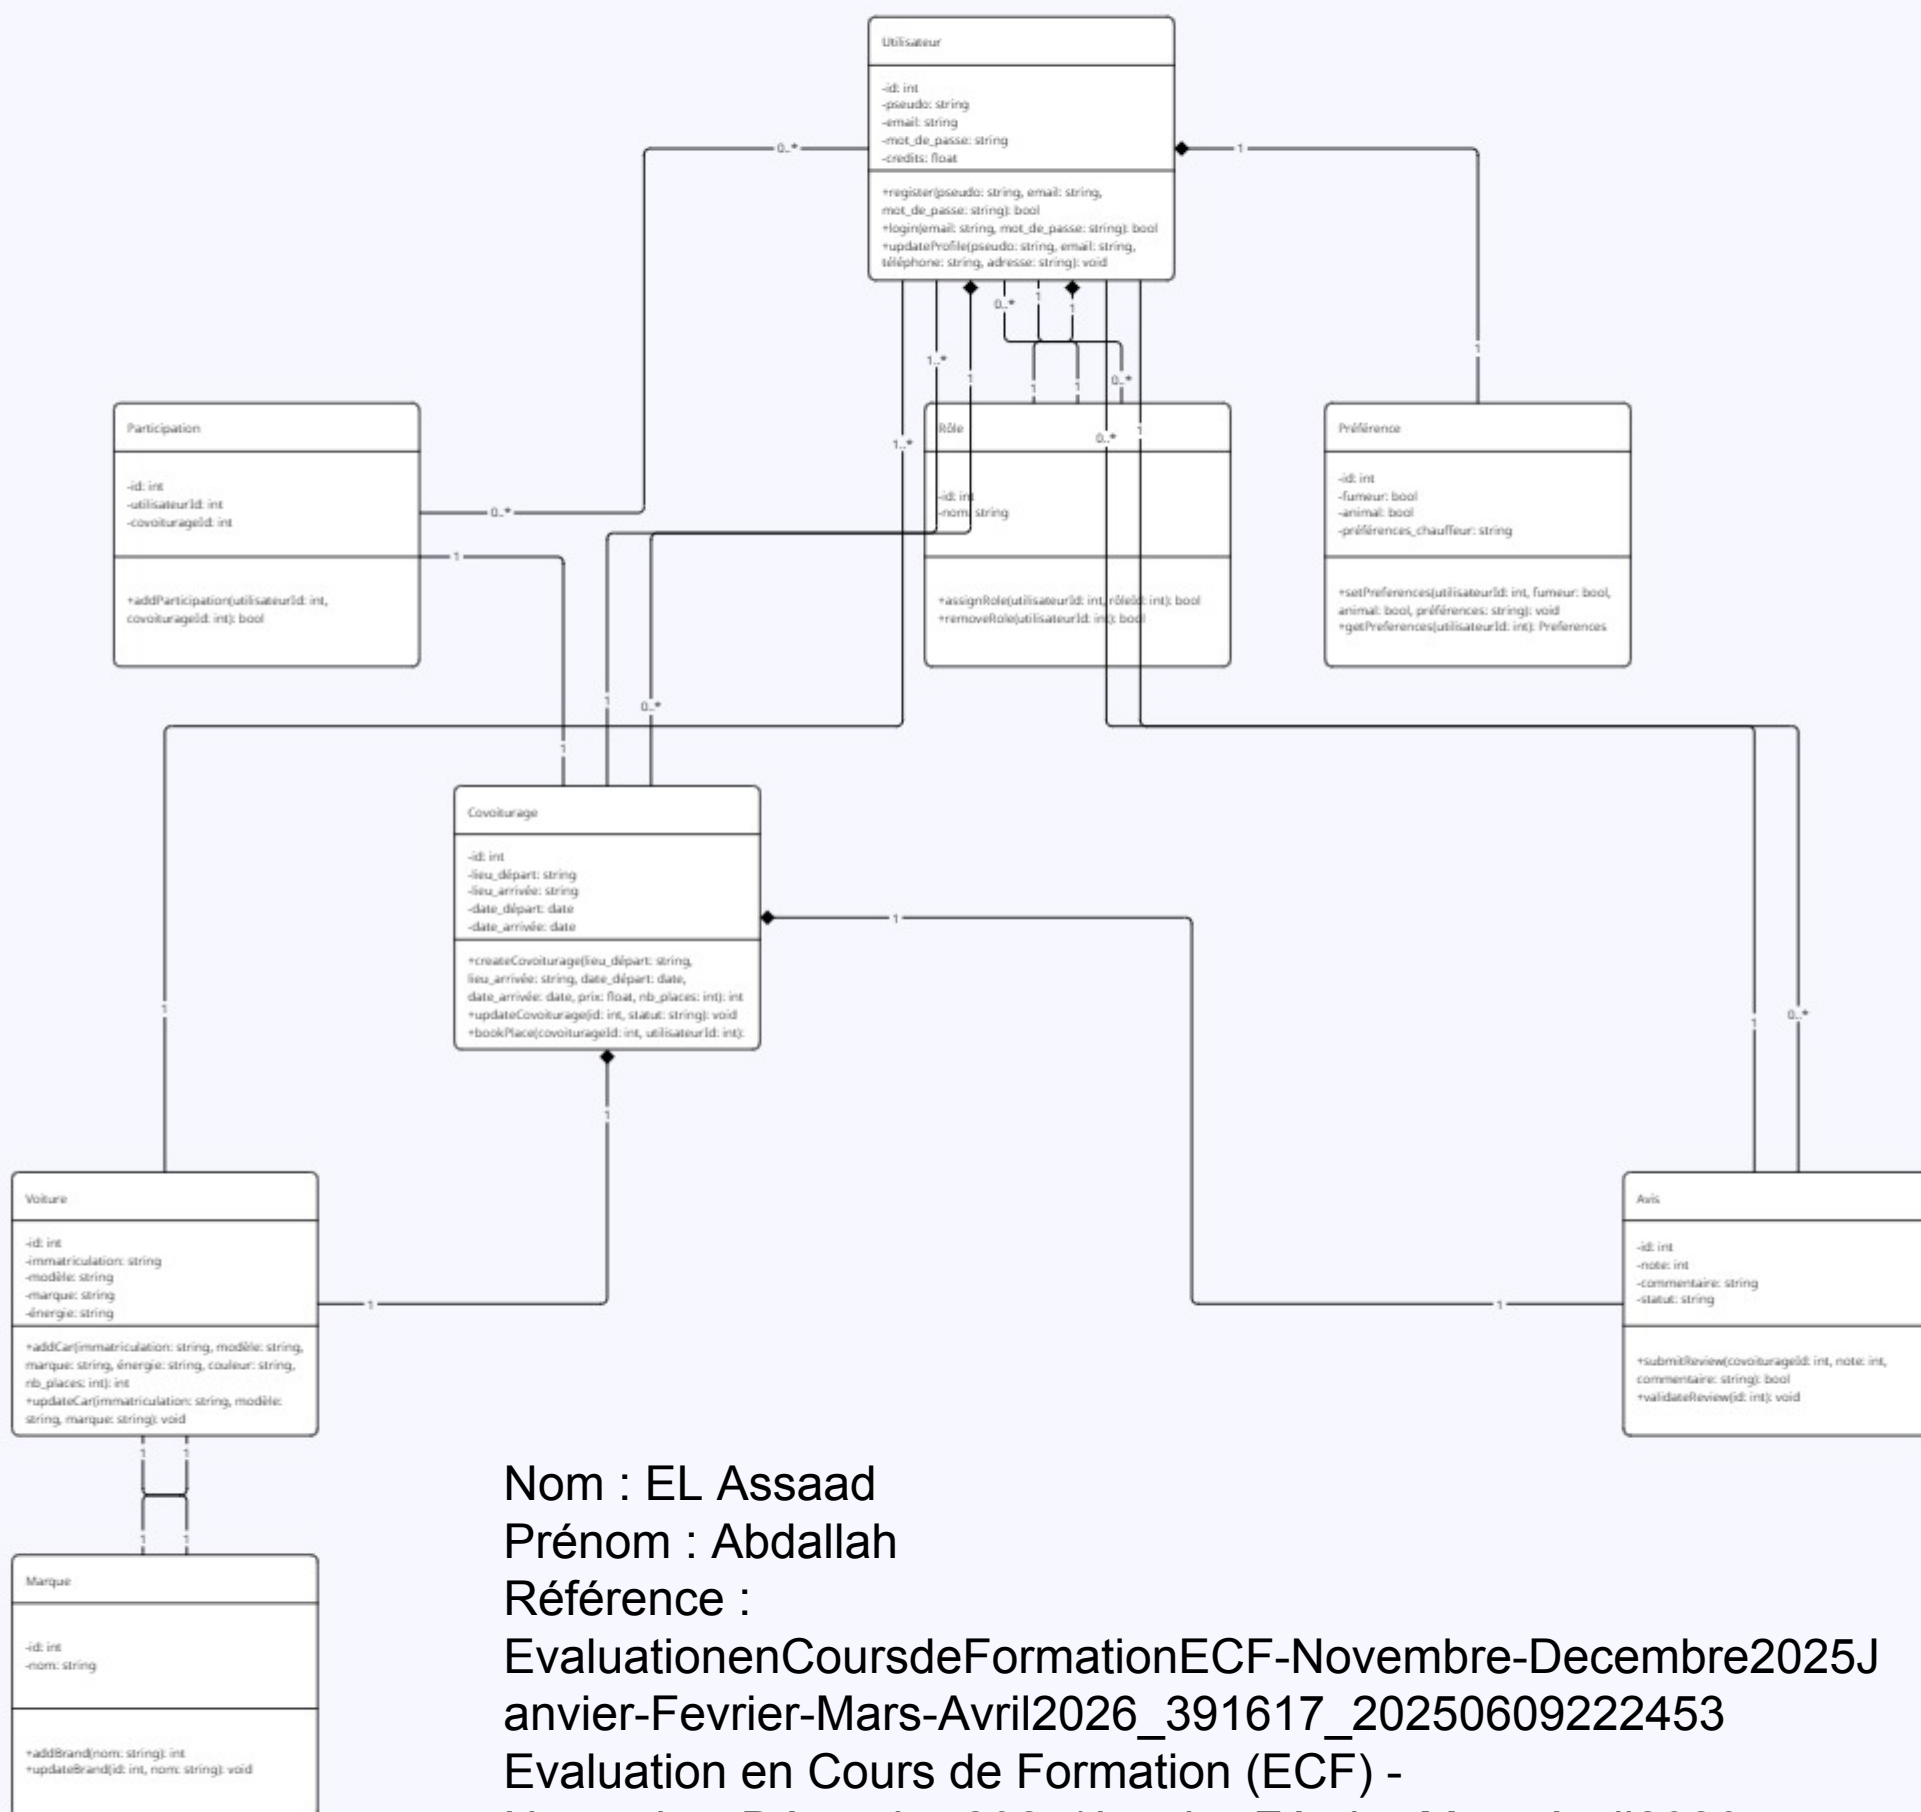 Utilisateur
-id: int
-pseudo: string
-email: string
-mot_de_passe: string
-credits: float
+register(pseudo: string, email: string,
mot_de_passe: string): bool
+login(email: string, mot_de_passe: string): bool
+updateProfile(pseudo: string, email: string,
téléphone: string, adresse: string): void
0..*
1
0..*
1
1
1..*
1
1
1
1
0..*
1..*
0..*
1
Participation
-id: int
-utilisateurId: int
-covoiturageId: int
+addParticipation(utilisateurId: int,
covoiturageId: int): bool
0..*
1
Rôle
-id: int
-nom: string
+assignRole(utilisateurId: int, rôleId: int): bool
+removeRole(utilisateurId: int): bool
Préférence
-id: int
-fumeur: bool
-animal: bool
-préférences_chauffeur: string
+setPreferences(utilisateurId: int, fumeur: bool,
animal: bool, préférences: string): void
+getPreferences(utilisateurId: int): Preferences
1
0..*
1
Covoiturage
-id: int
-lieu_départ: string
-lieu_arrivée: string
-date_départ: date
-date_arrivée: date
+createCovoiturage(lieu_départ: string,
lieu_arrivée: string, date_départ: date,
date_arrivée: date, prix: float, nb_places: int): int
+updateCovoiturage(id: int, statut: string): void
+bookPlace(covoiturageId: int, utilisateurId: int):
1
1
1
0..*
1
Voiture
-id: int
-immatriculation: string
-modèle: string
-marque: string
-énergie: string
+addCar(immatriculation: string, modèle: string,
marque: string, énergie: string, couleur: string,
nb_places: int): int
+updateCar(immatriculation: string, modèle:
string, marque: string): void
1
1
Avis
-id: int
-note: int
-commentaire: string
-statut: string
+submitReview(covoiturageId: int, note: int,
commentaire: string): bool
+validateReview(id: int): void
1
1
1
1
Marque
-id: int
-nom: string
+addBrand(nom: string): int
+updateBrand(id: int, nom: string): void
Nom : EL Assaad
Prénom : Abdallah
Référence :
EvaluationenCoursdeFormationECF-Novembre-Decembre2025J
anvier-Fevrier-Mars-Avril2026_391617_20250609222453
Evaluation en Cours de Formation (ECF) -